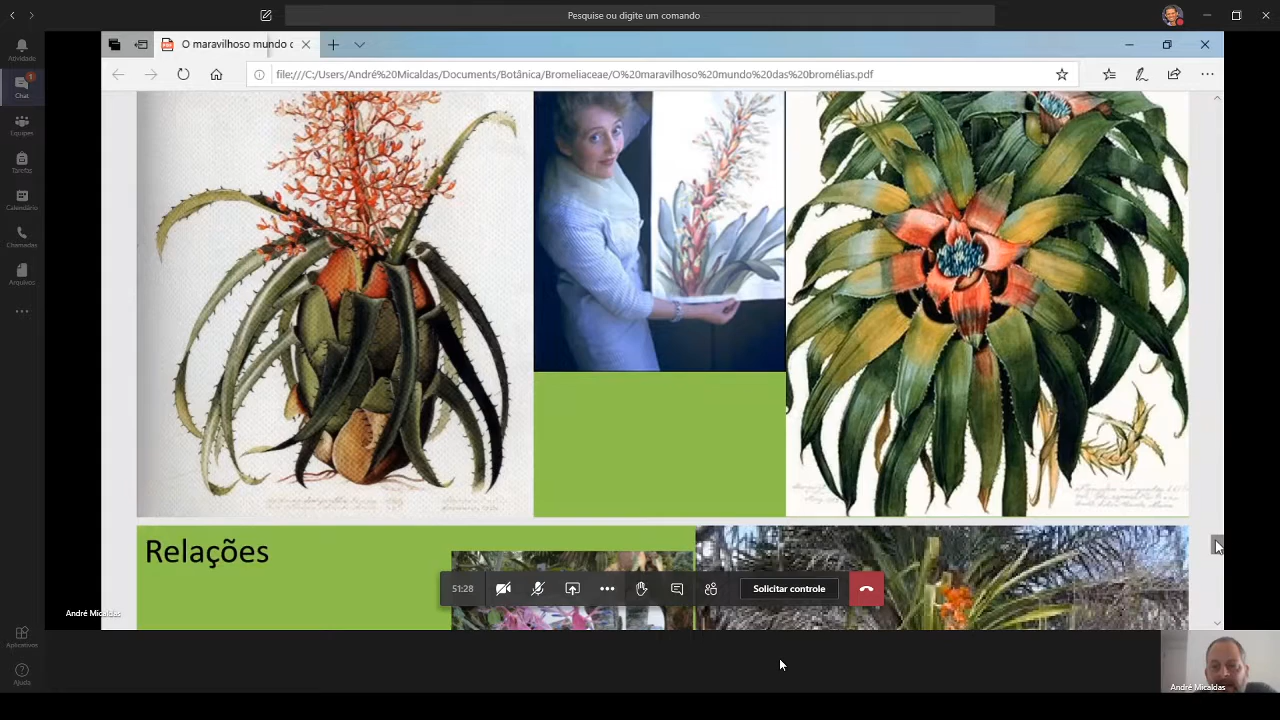 Pesquise ou digite um comando
O maravilhoso mundo d
file:///C:/Users/André%20Micaldas/Documents/Botânica/Bromeliaceae/O%20maravilhoso%20mundo%20das%20bromélias.pdf
Atividade
1
Chat
Equipes
Tarefas
Calendário
Chamadas
Arquivos
Relações
51:28
Solicitar controle
André Micaldas
Aplicativos
Ajuda
André Micaldas